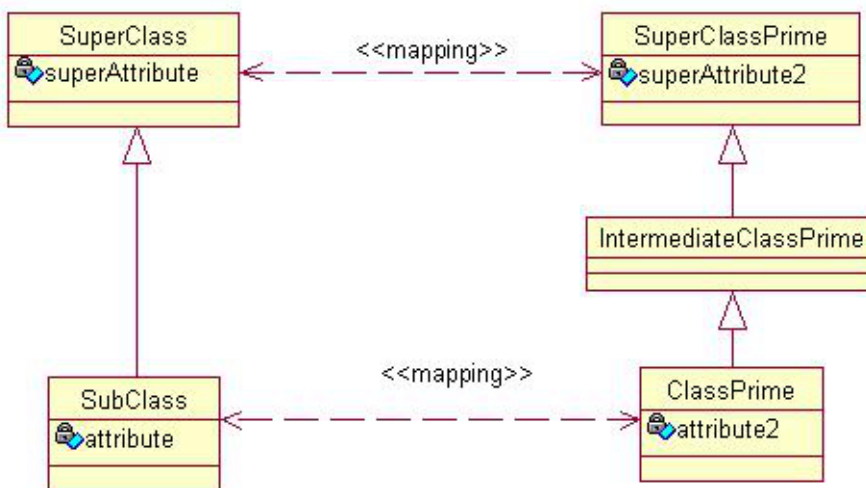 SuperClass
superAttribute
<<mapping>>
SuperClassPrime
superAttribute2
IntermediateClassPrime
SubClass
attribute
<<mapping>>
ClassPrime
attribute2